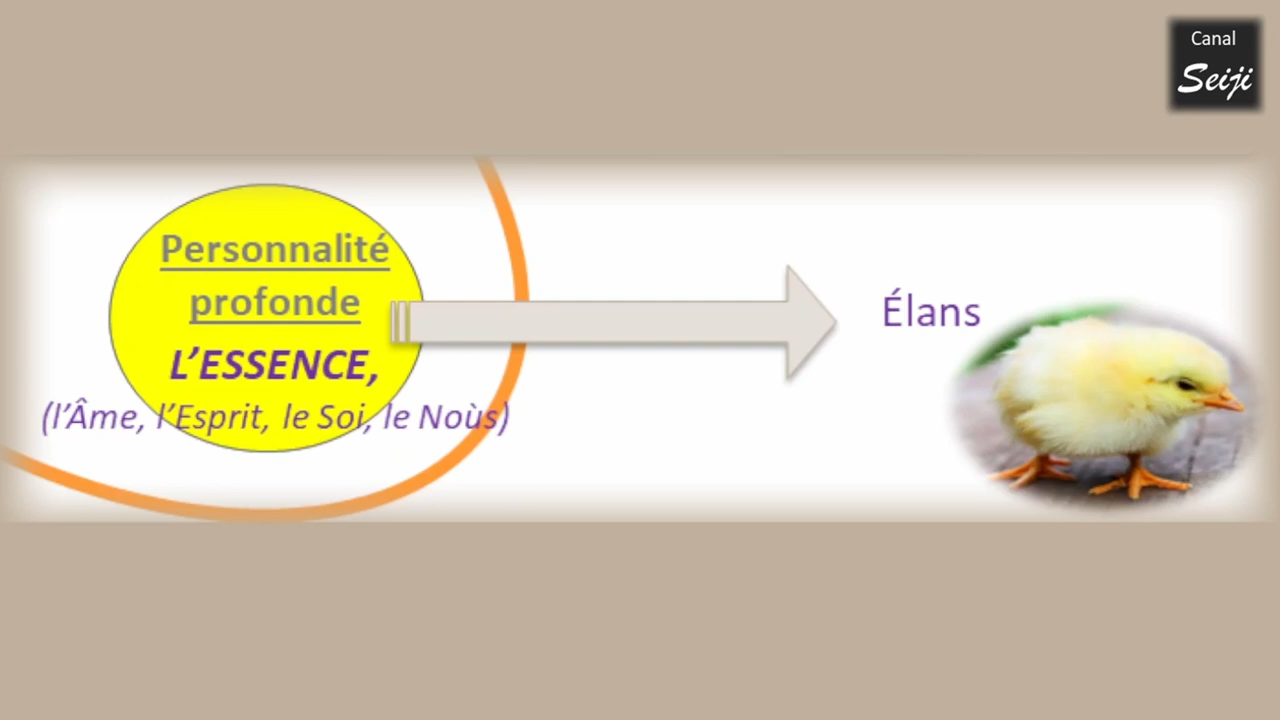 Canal
Seiji
Personnalité
profonde
L’ESSENCE,
(l’Âme, l’Esprit, le Soi, le Noùs)
Élans